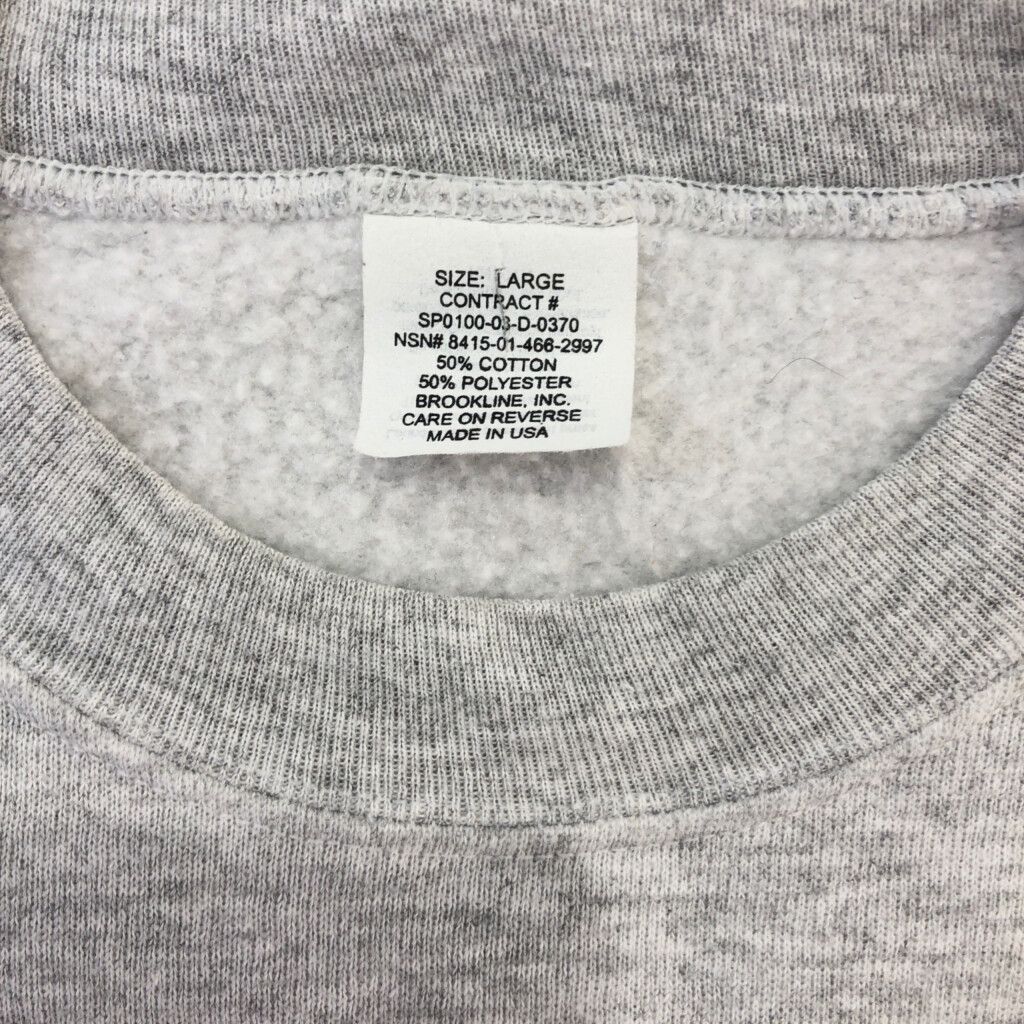 SIZE: LARGE
CONTRACT #
SP0100-03-D-0370
NSN# 8415-01-466-2997
50% COTTON
50% POLYESTER
BROOKLINE, INC.
CARE ON REVERSE
MADE IN USA